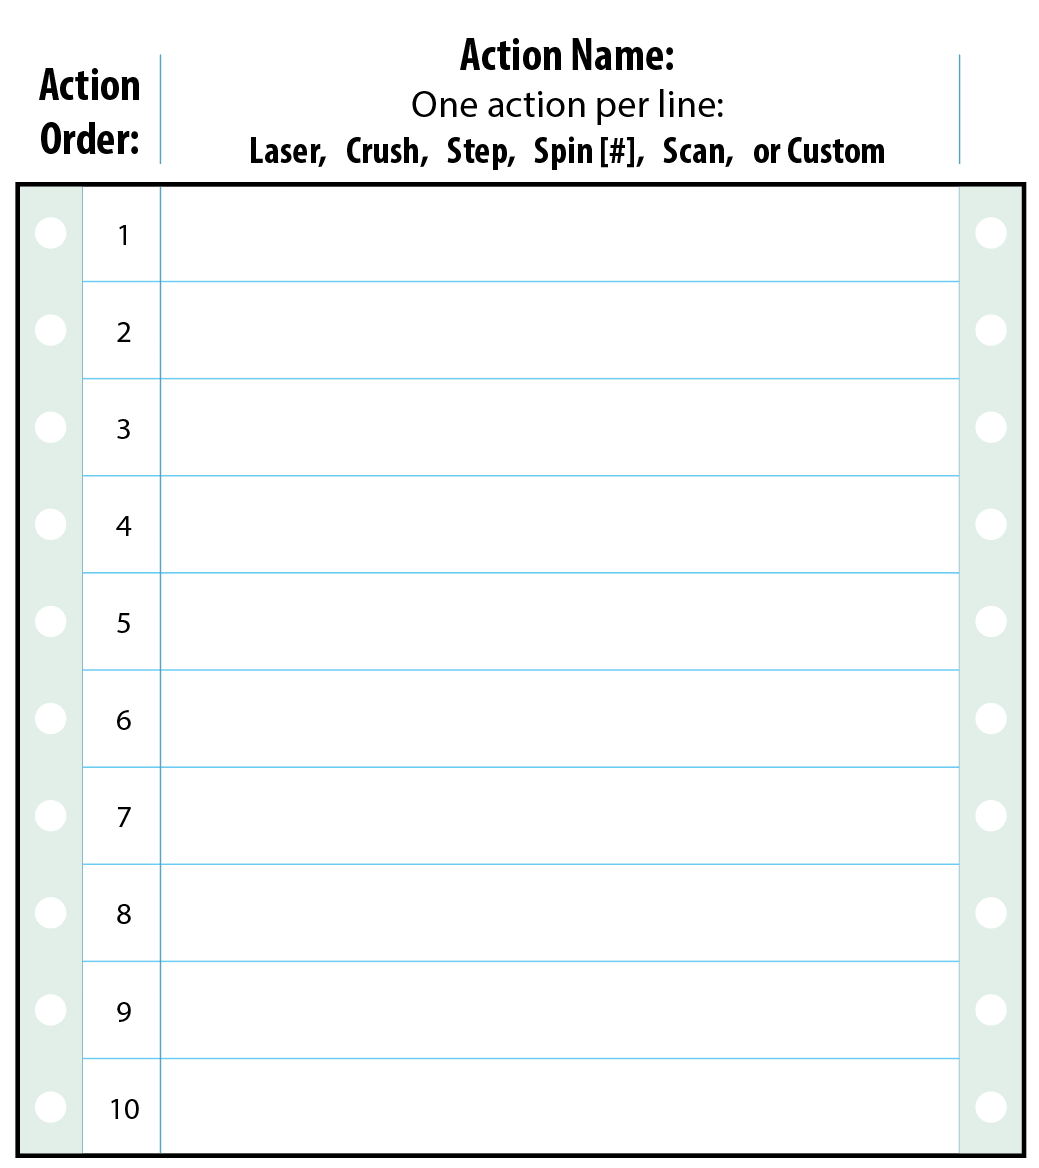 Action
Order:
Action Name:
One action per line:
Laser, Crush, Step, Spin [#], Scan, or Custom
1
2
3
4
5
6
7
8
9
10